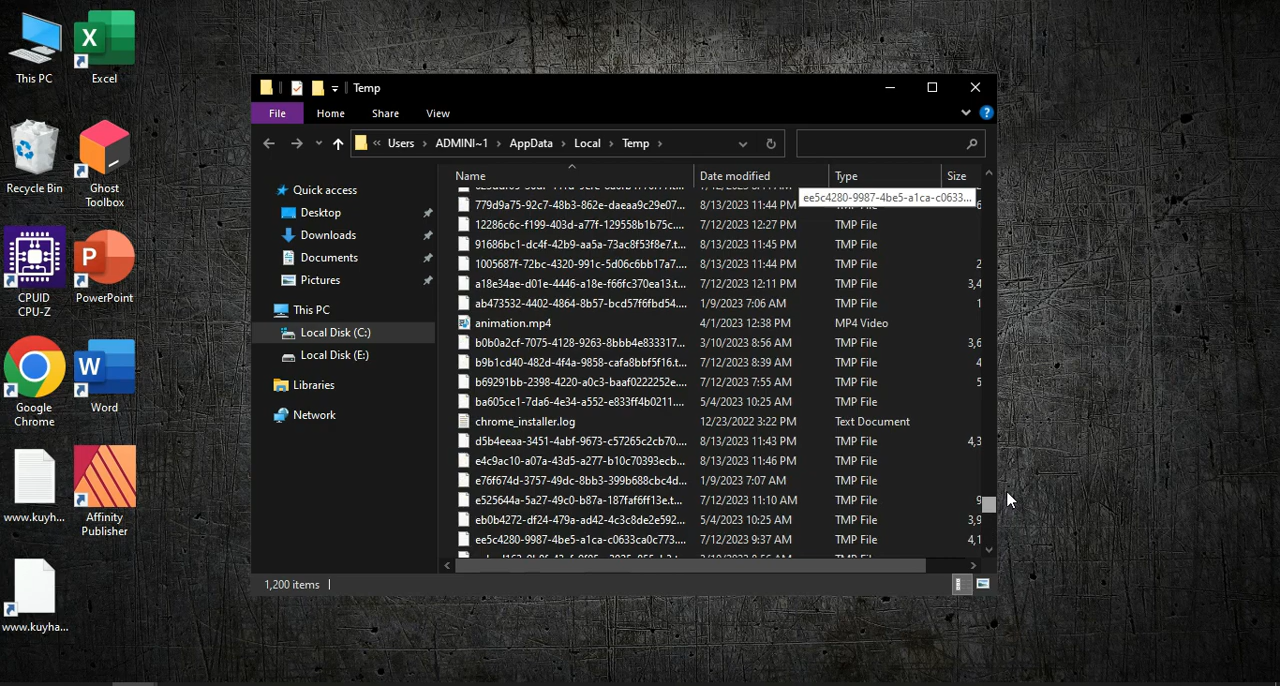 This PC
Excel
Recycle Bin
Ghost
Toolbox
CPUID
CPU-Z
PowerPoint
Google
Chrome
Word
www.kuyh...
Affinity
Publisher
www.kuyha...
Temp
File Home Share View
« Users › ADMINI~1 › AppData › Local › Temp ›
Quick access
Desktop
Downloads
Documents
Pictures
This PC
Local Disk (C:)
Local Disk (E:)
Libraries
Network
Name Date modified Type Size
ee5c4280-9987-4be5-a1ca-c0633...
779d9a75-92c7-48b3-862e-daeaa9c29e07... 8/13/2023 11:44 PM TMP File 6
12286c6c-f199-403d-a77f-129558b1b75c.... 7/12/2023 12:27 PM TMP File
91686bc1-dc4f-42b9-aa5a-73ac8f53f8e7.t... 8/13/2023 11:45 PM TMP File
1005687f-72bc-4320-991c-5d06c6bb17a7.... 8/13/2023 11:44 PM TMP File 2
a18e34ae-d01e-4446-a18e-f66fc370ea13.t... 7/12/2023 12:11 PM TMP File 3,4
ab473532-4402-4864-8b57-bcd57f6fbd54.... 1/9/2023 7:06 AM TMP File 1
animation.mp4 4/1/2023 12:38 PM MP4 Video
b0b0a2cf-7075-4128-9263-8bbb4e833317... 3/10/2023 8:56 AM TMP File 3,6
b9b1cd40-482d-4f4a-9858-cafa8bbf5f16.t... 7/12/2023 8:39 AM TMP File 4
b69291bb-2398-4220-a0c3-baaf0222252e.... 7/12/2023 7:55 AM TMP File 5
ba605ce1-7da6-4e34-a552-e833ff4b0211.... 5/4/2023 10:25 AM TMP File
chrome_installer.log 12/23/2022 3:22 PM Text Document
d5b4eeaa-3451-4abf-9673-c57265c2cb70.... 8/13/2023 11:43 PM TMP File 4,3
e4c9ac10-a07a-43d5-a277-b10c70393ecb... 8/13/2023 11:46 PM TMP File
e76f674d-3757-49dc-8bb3-399b688cbc4d... 1/9/2023 7:07 AM TMP File
e525644a-5a27-49c0-b87a-187faf6ff13e.t... 7/12/2023 11:10 AM TMP File 9
eb0b4272-df24-479a-ad42-4c3c8de2e592... 5/4/2023 10:25 AM TMP File 3,9
ee5c4280-9987-4be5-a1ca-c0633ca0c773.... 7/12/2023 9:37 AM TMP File 4,1
1,200 items